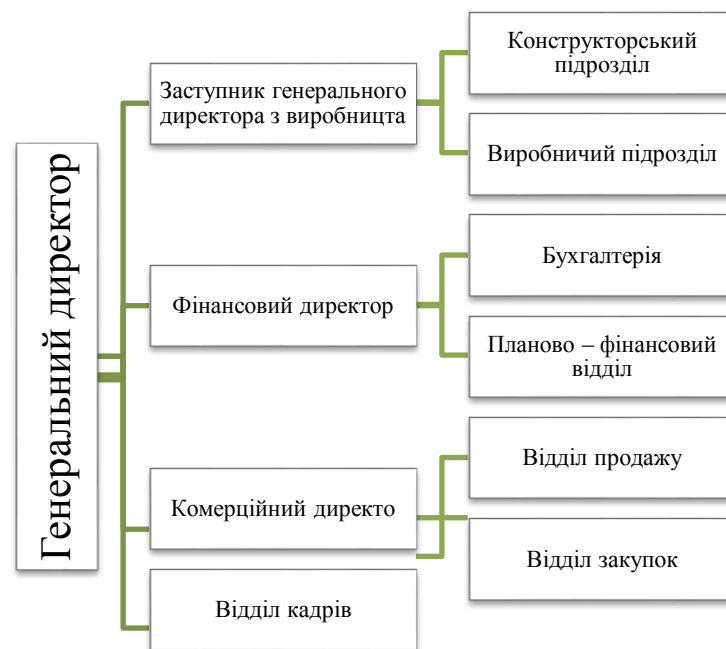 Генеральний директор
Заступник генерального
директора з виробницта
Фінансовий директор
Комерційний директо
Відділ кадрів
Конструкторський
підрозділ
Виробничий підрозділ
Бухгалтерія
Планово – фінансовий
відділ
Відділ продажу
Відділ закупок